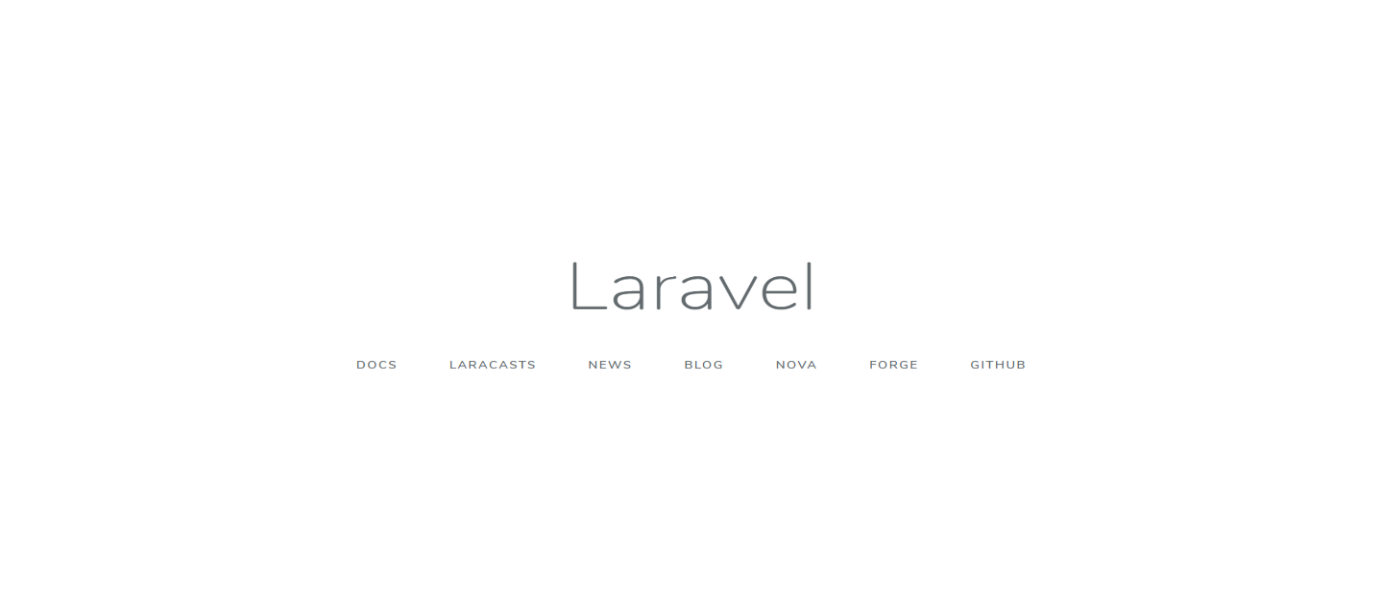 Laravel
DOCS LARACASTS NEWS BLOG NOVA FORGE GITHUB